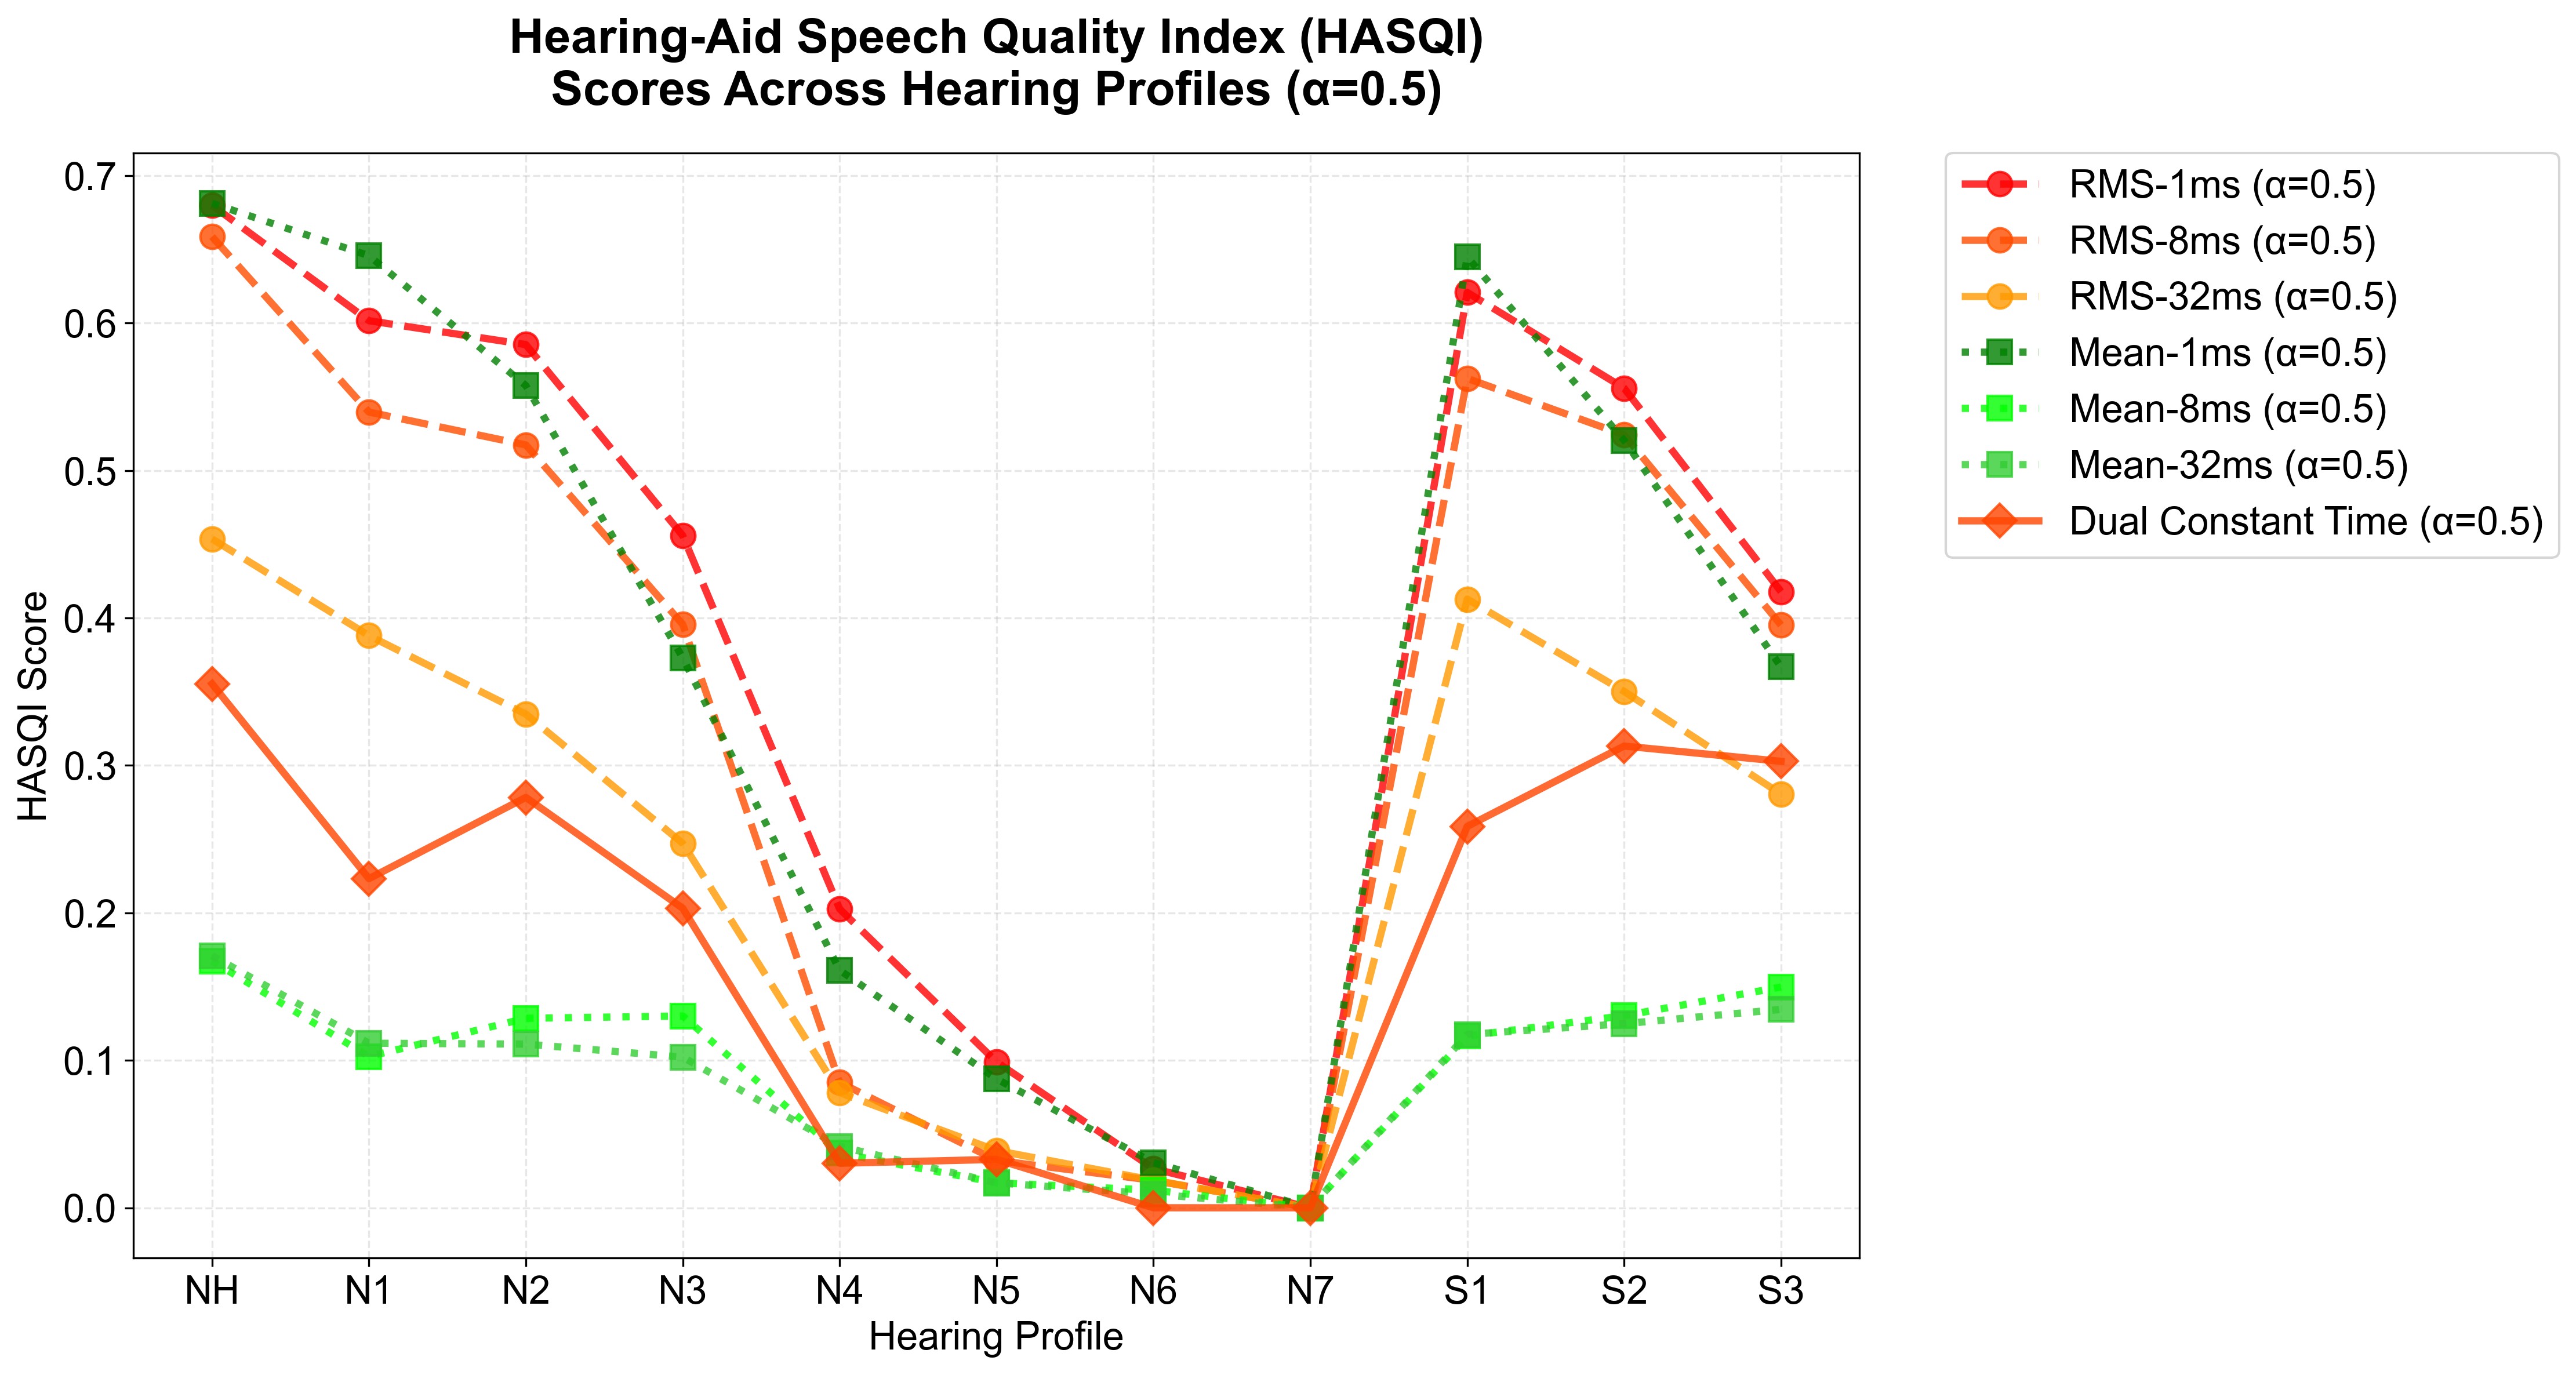 Hearing-Aid Speech Quality Index (HASQI)
Scores Across Hearing Profiles (α=0.5)
HASQI Score
0.7
0.6
0.5
0.4
0.3
0.2
0.1
0.0
NH N1 N2 N3 N4 N5 N6 N7 S1 S2 S3
Hearing Profile
RMS-1ms (α=0.5)
RMS-8ms (α=0.5)
RMS-32ms (α=0.5)
Mean-1ms (α=0.5)
Mean-8ms (α=0.5)
Mean-32ms (α=0.5)
Dual Constant Time (α=0.5)